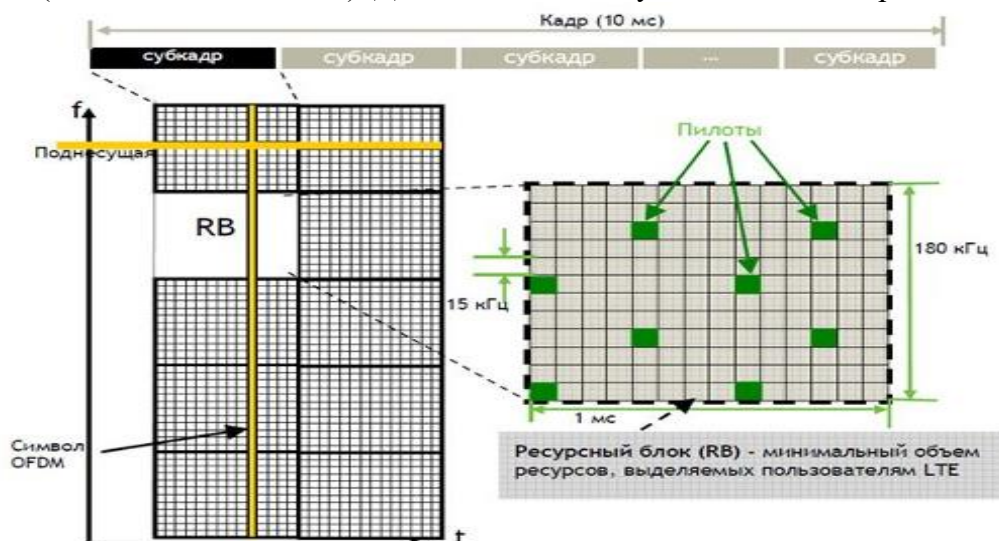 Кадр (10 мс)
субкадр
субкадр
субкадр
...
субкадр
f
Поднесущая
RB
Пилоты
180 кГц
15 кГц
1 мс
Символ
OFDM
Ресурсный блок (RB) - минимальный объем
ресурсов, выделяемых пользователям LTE
t